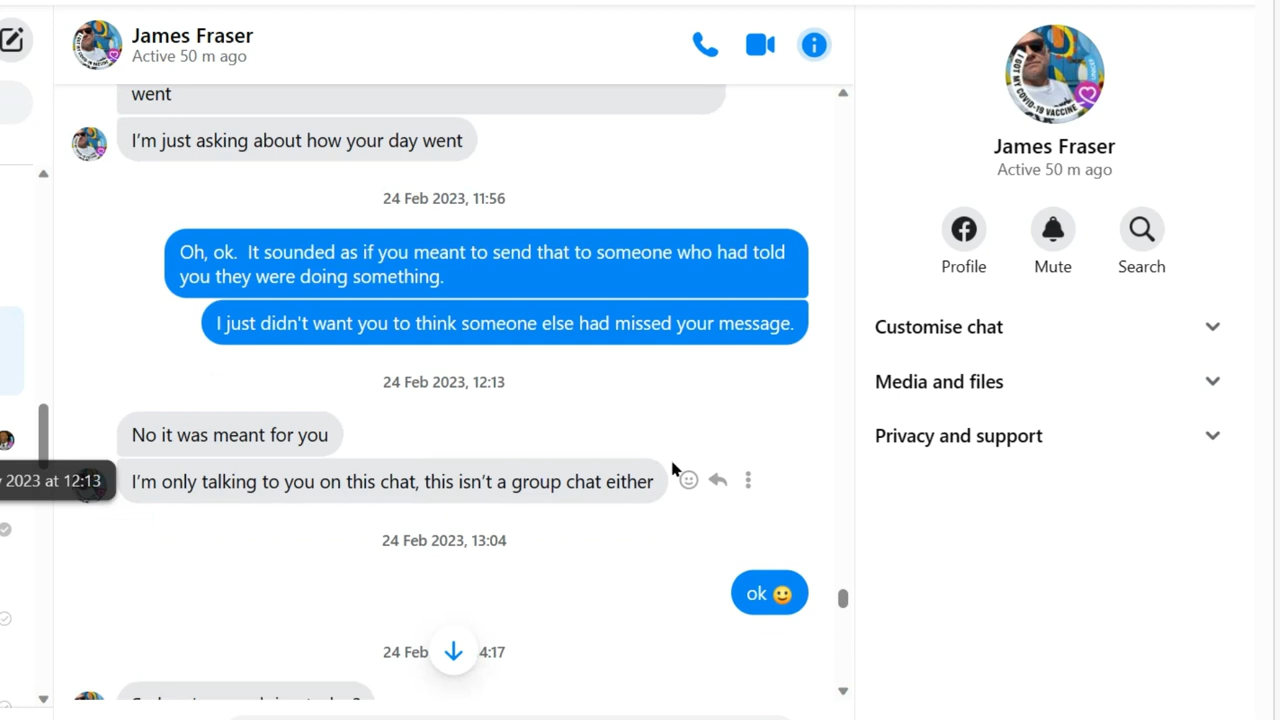 James Fraser
Active 50 m ago
went
I'm just asking about how your day went
24 Feb 2023, 11:56
Oh, ok. It sounded as if you meant to send that to someone who had told
you they were doing something.
I just didn't want you to think someone else had missed your message.
24 Feb 2023, 12:13
No it was meant for you
2023 at 12:13
I'm only talking to you on this chat, this isn't a group chat either
24 Feb 2023, 13:04
ok 🙂
24 Feb
4:17
I GOT MY COVID-19 VACCINE
James Fraser
Active 50 m ago
Profile
Mute
Search
Customise chat
Media and files
Privacy and support